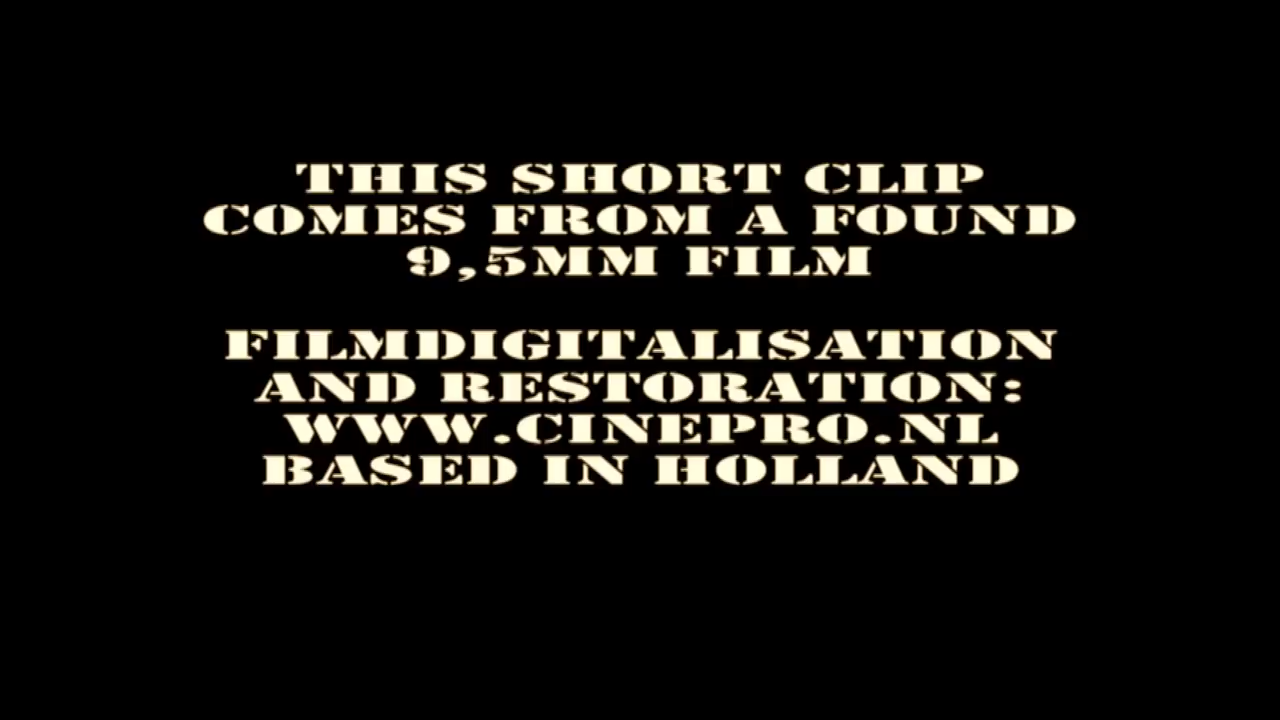 THIS SHORT CLIP
COMES FROM A FOUND
9,5MM FILM
FILMDIGITALISATION
AND RESTORATION:
WWW.CINEPRO.NL
BASED IN HOLLAND